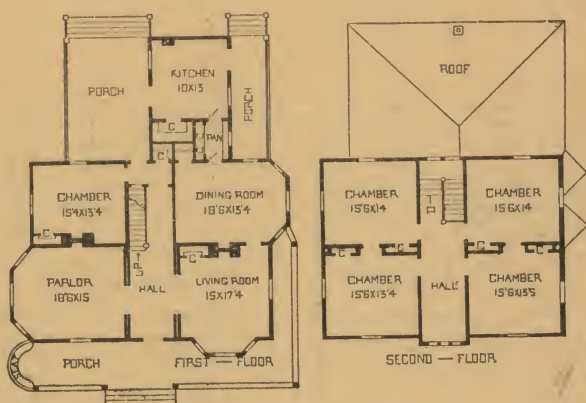 PORCH
KITCHEN
10X13
PORCH
C
PAN
C
CHAMBER
15'4X13'4
C
DINING ROOM
18'6X13'4
PARLOR
18'6X15
UP
HALL
C
LIVING ROOM
15X17'4
PORCH
FIRST — FLOOR
ROOF
CHAMBER
15'6X14
CHAMBER
15'6X14
C
C
C
C
CHAMBER
15'6X13'4
HALL
CHAMBER
15'6X13'5
SECOND — FLOOR